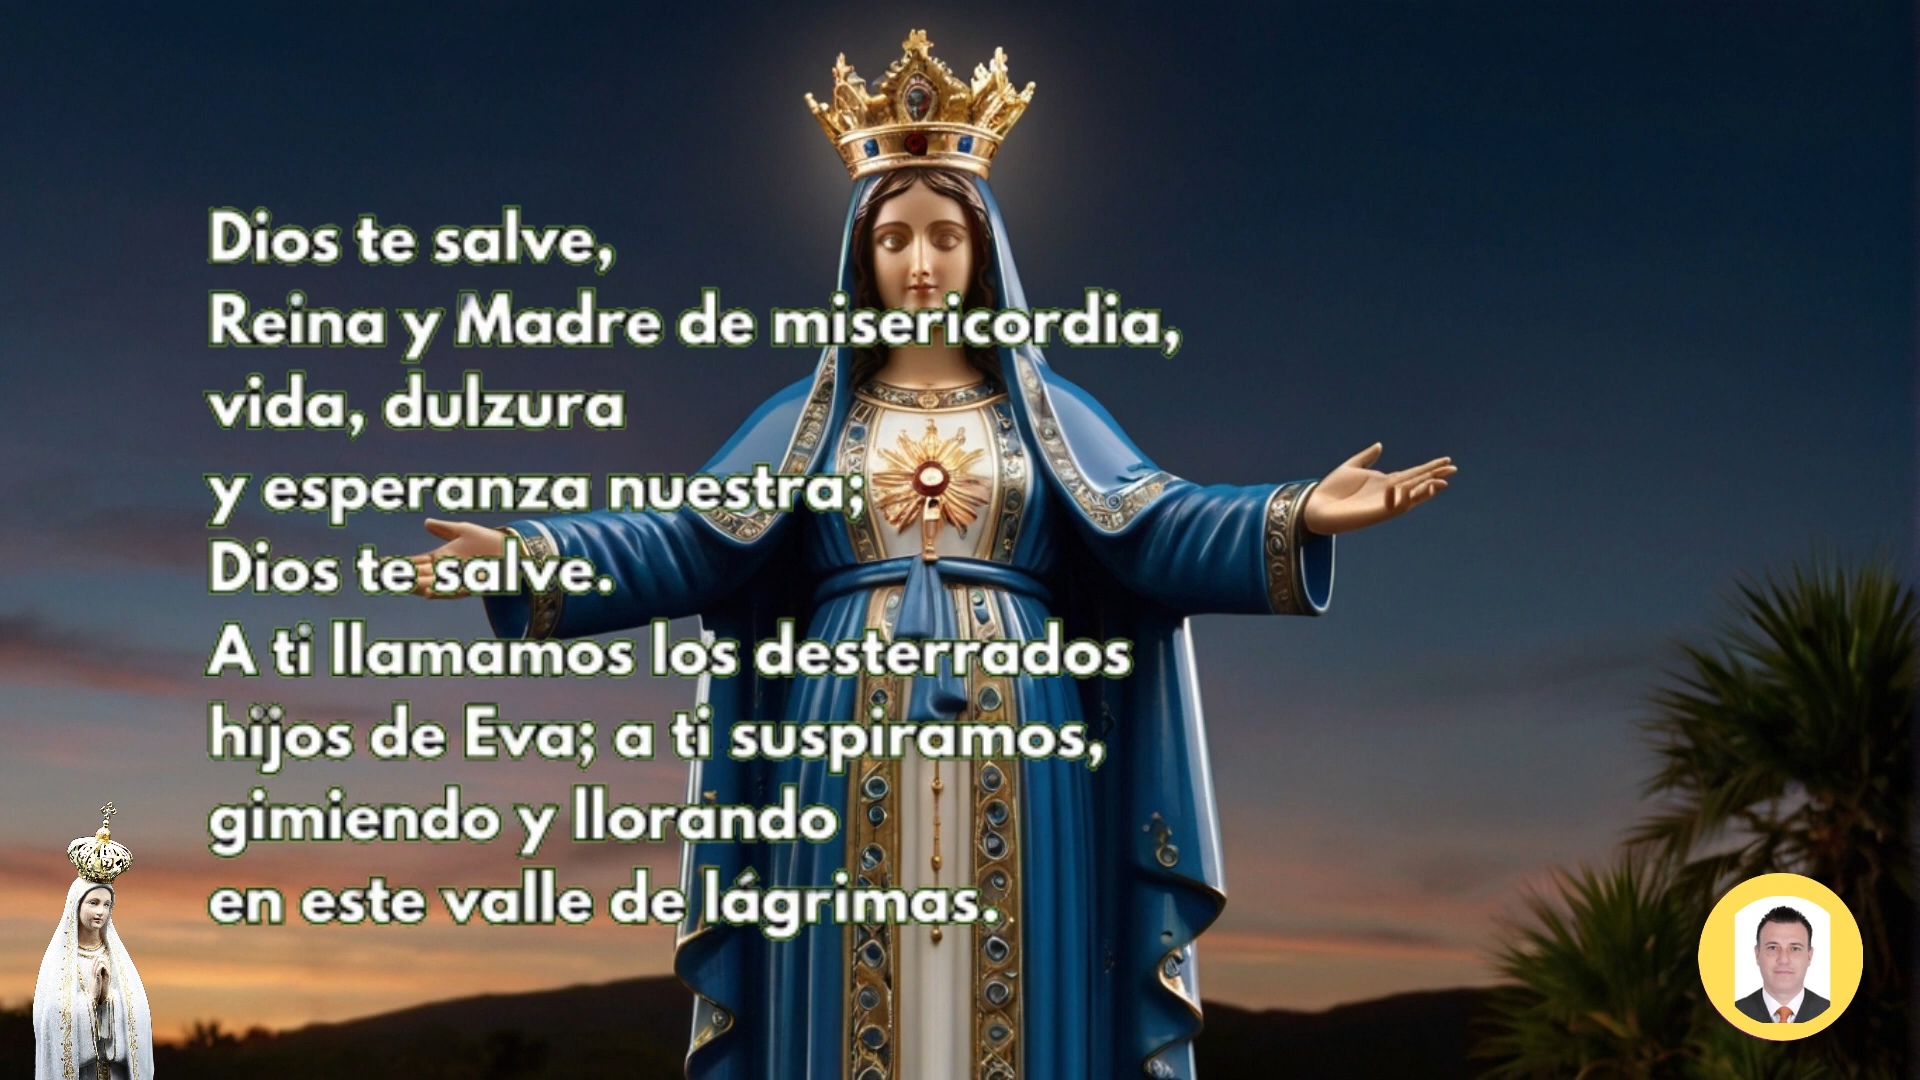 Dios te salve,
Reina y Madre de misericordia,
vida, dulzura
y esperanza nuestra;
Dios te salve.
A ti llamamos los desterrados
hijos de Eva; a ti suspiramos,
gimiendo y llorando
en este valle de lágrimas.